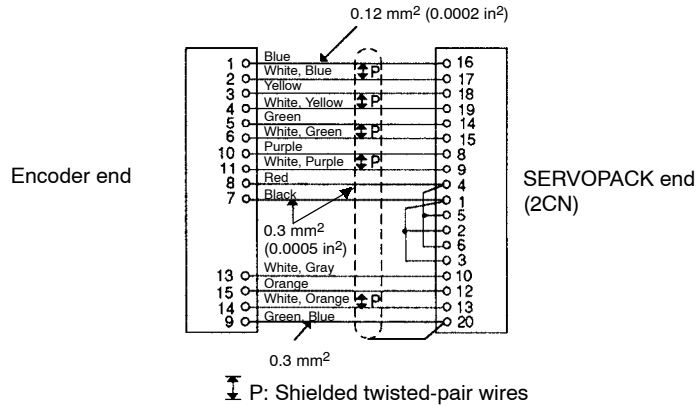 0.12 mm² (0.0002 in²)
1 Blue 16
2 White, Blue P 17
3 Yellow 18
4 White, Yellow P 19
5 Green 14
6 White, Green P 15
10 Purple 8
11 White, Purple P 9
8 Red 4
7 Black 1
5
2
6
3
Encoder end
SERVOPACK end
(2CN)
0.3 mm²
(0.0005 in²)
13 White, Gray 10
15 Orange 12
14 White, Orange P 13
9 Green, Blue 20
0.3 mm²
P: Shielded twisted-pair wires